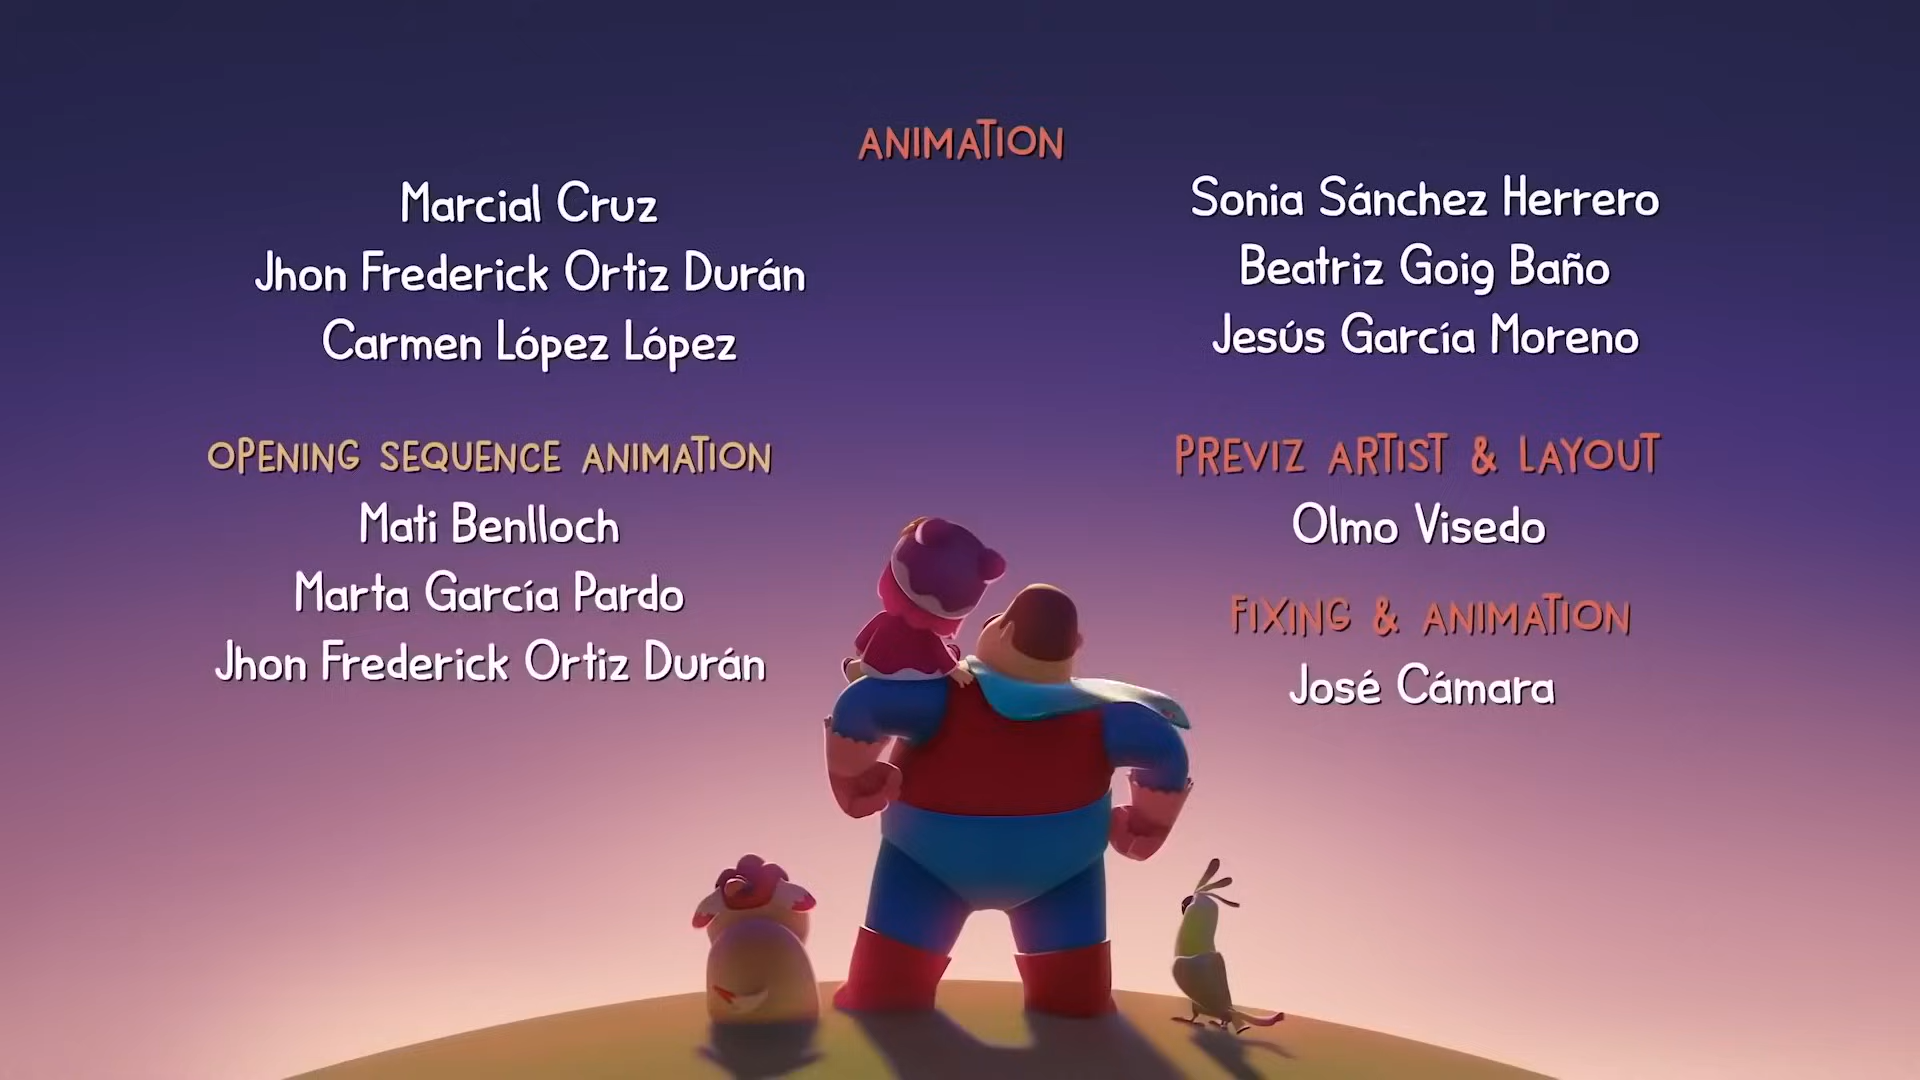 ANIMATION
Marcial Cruz
Jhon Frederick Ortiz Durán
Carmen López López
Sonia Sánchez Herrero
Beatriz Goig Baño
Jesús García Moreno
OPENING SEQUENCE ANIMATION
Mati Benlloch
Marta García Pardo
Jhon Frederick Ortiz Durán
PREVIZ ARTIST & LAYOUT
Olmo Visedo
FIXING & ANIMATION
José Cámara